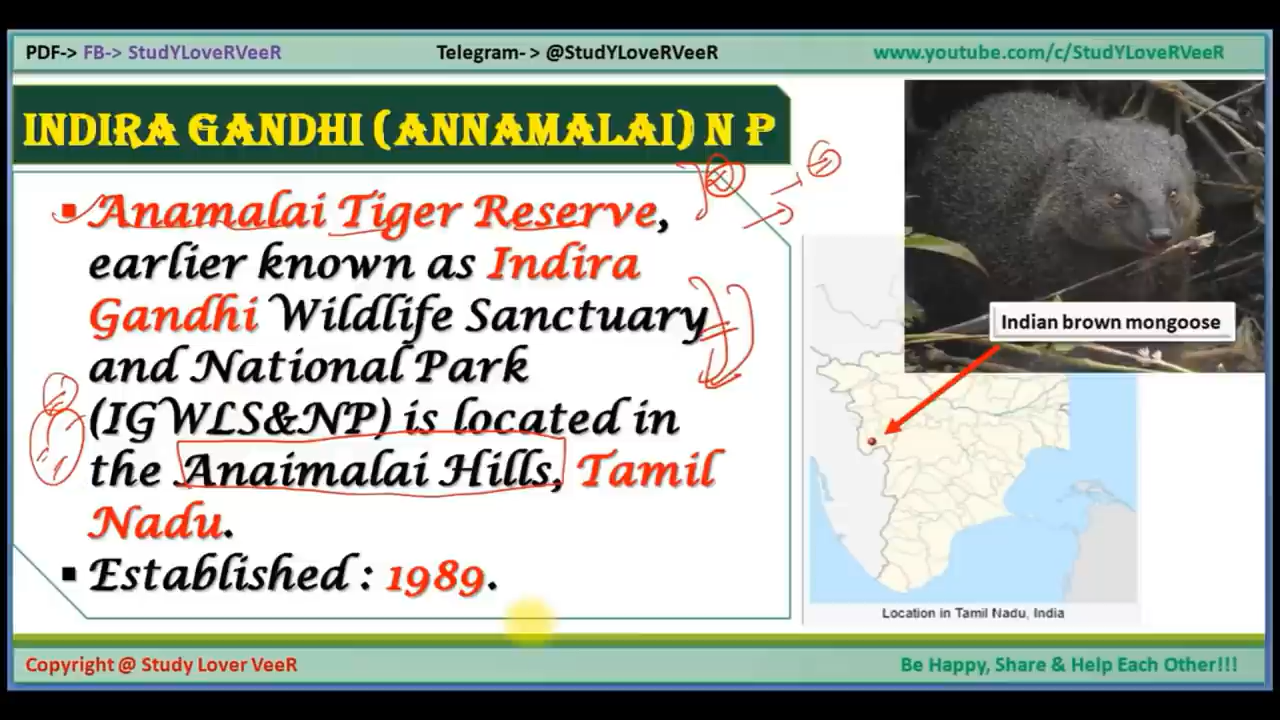 PDF-> FB-> StudYLoveRVeeR
Telegram- > @StudYLoveRVeeR
www.youtube.com/c/StudYLoveRVeeR
INDIRA GANDHI (ANNAMALAI) N P
▪ Anamalai Tiger Reserve,
earlier known as Indira
Gandhi Wildlife Sanctuary
and National Park
(IGWLS&NP) is located in
the Anaimalai Hills, Tamil
Nadu.
▪ Established : 1989.
Indian brown mongoose
Location in Tamil Nadu, India
Copyright @ Study Lover VeeR
Be Happy, Share & Help Each Other!!!